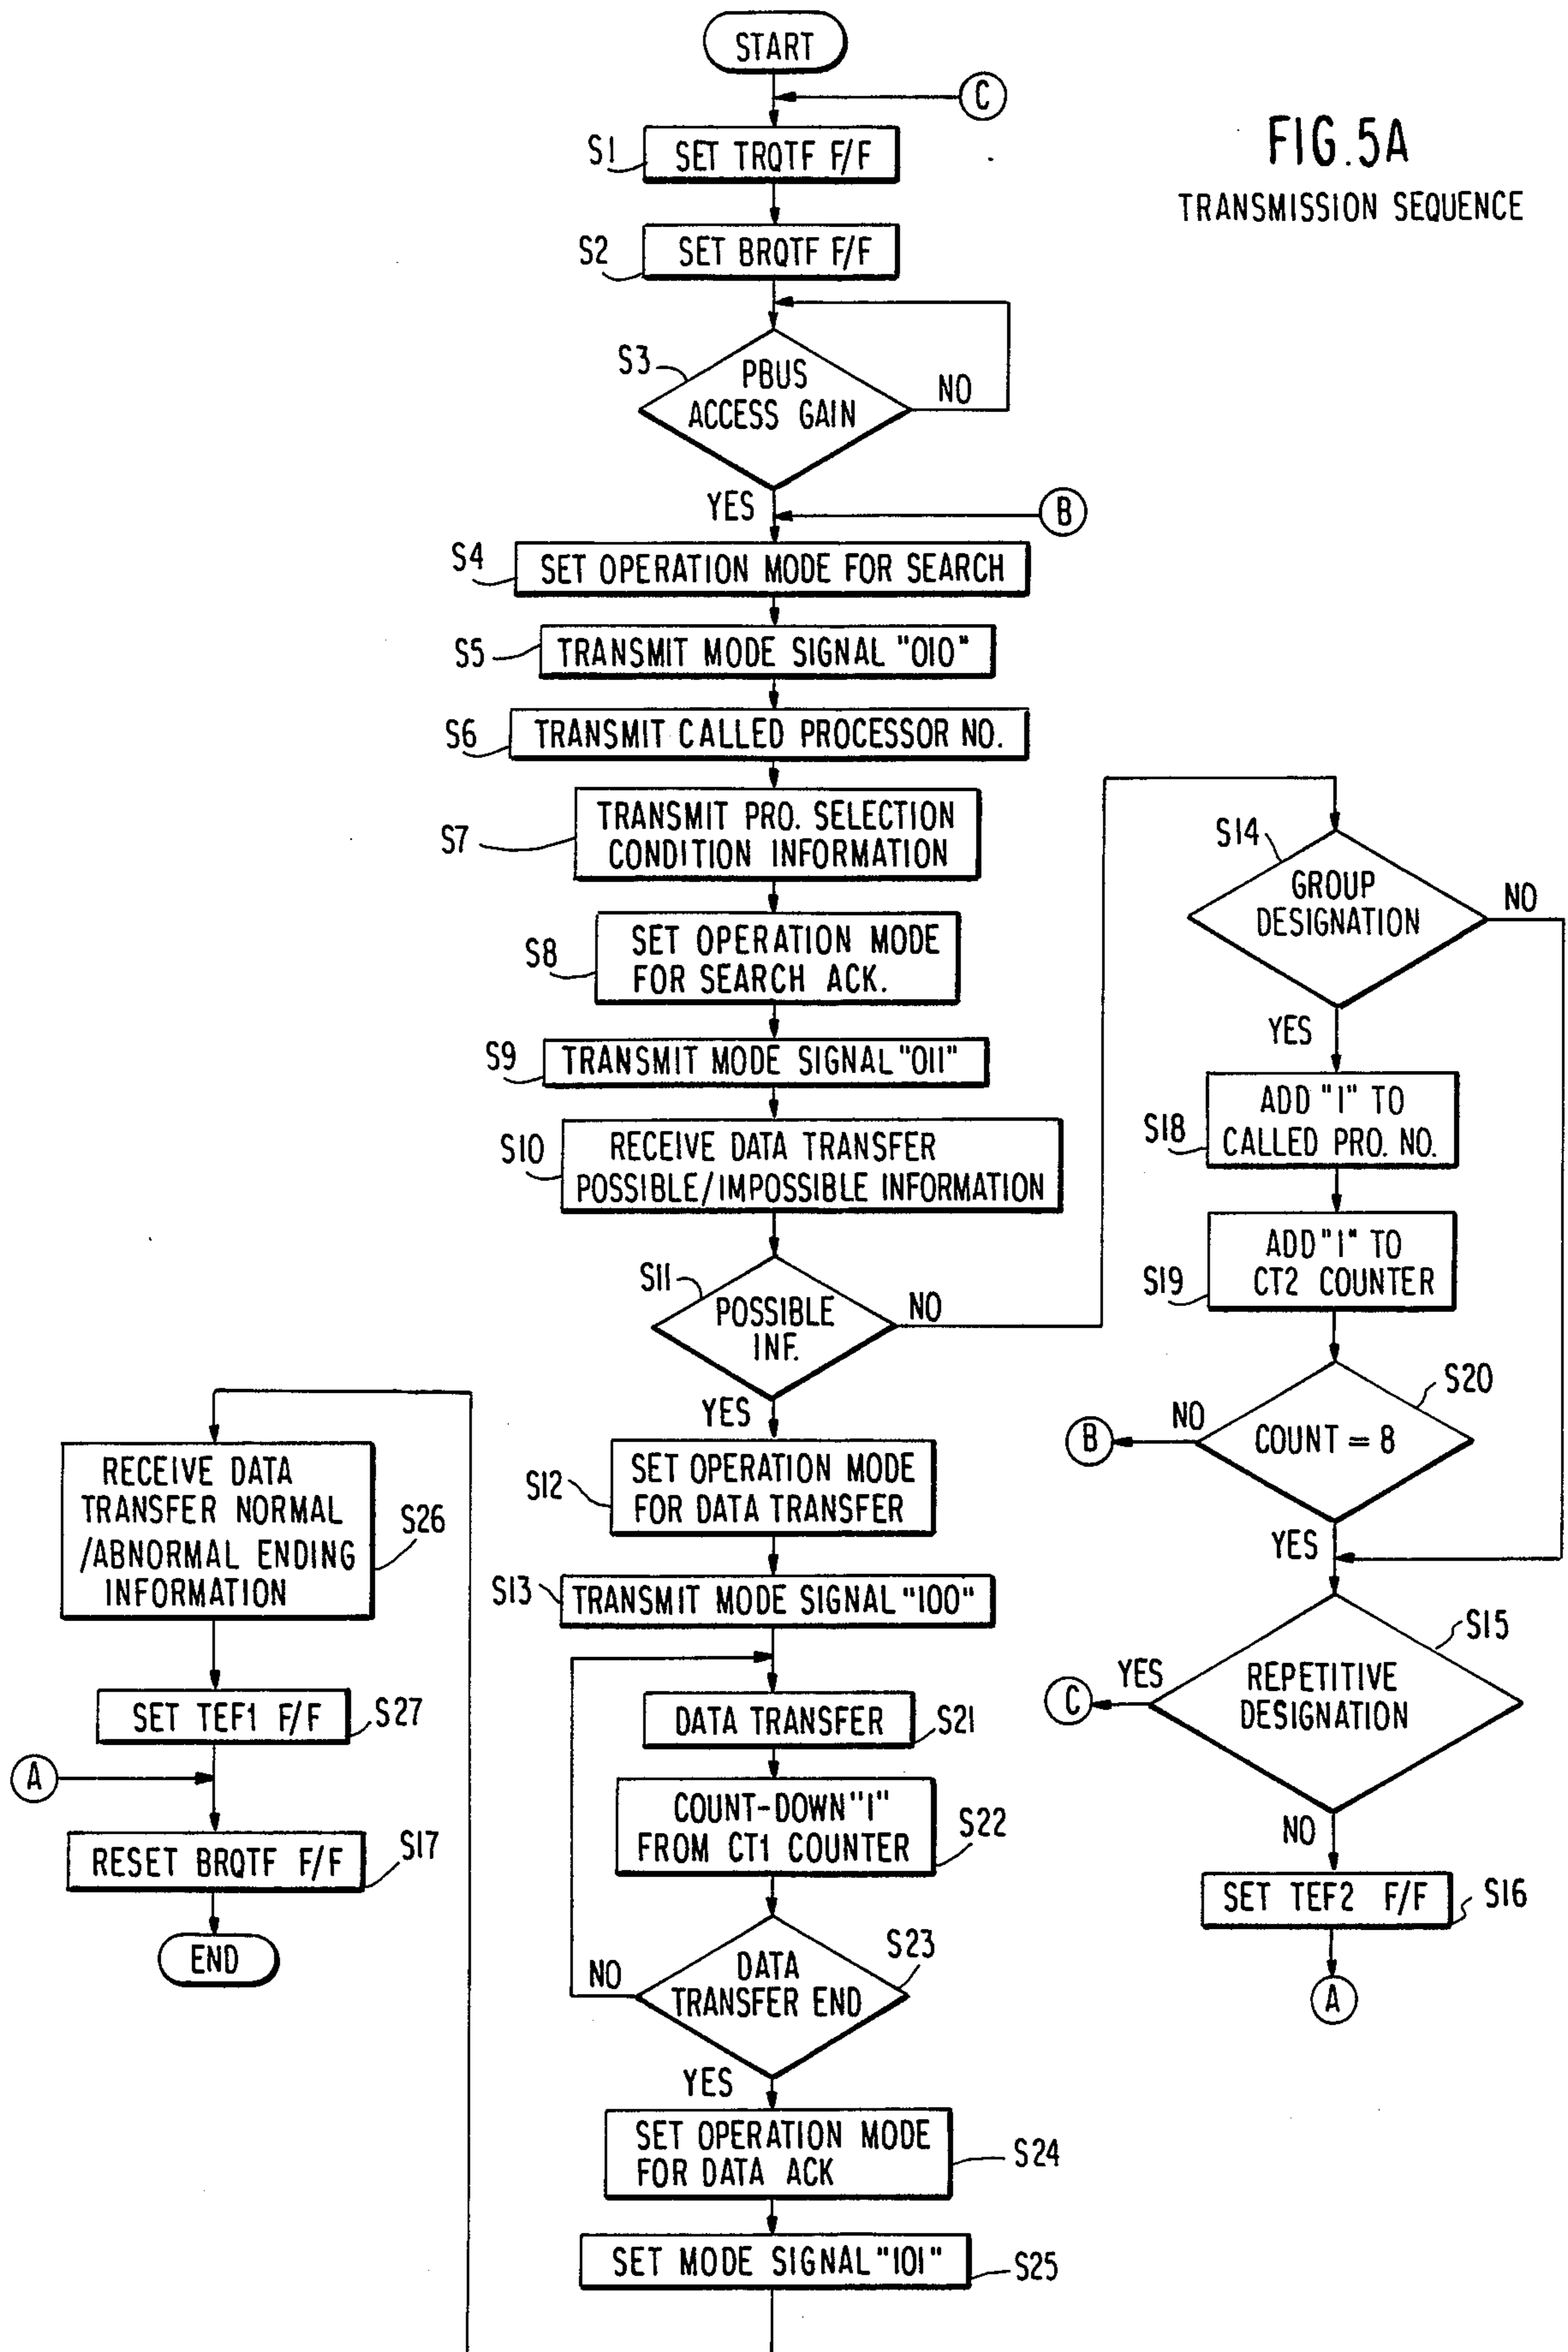 START
C
FIG.5A
TRANSMISSION SEQUENCE
S1
SET TRQTF F/F
S2
SET BRQTF F/F
S3
PBUS
ACCESS GAIN
NO
YES
B
S4
SET OPERATION MODE FOR SEARCH
S5
TRANSMIT MODE SIGNAL "010"
S6
TRANSMIT CALLED PROCESSOR NO.
S7
TRANSMIT PRO. SELECTION
CONDITION INFORMATION
S8
SET OPERATION MODE
FOR SEARCH ACK.
S9
TRANSMIT MODE SIGNAL "011"
S10
RECEIVE DATA TRANSFER
POSSIBLE/IMPOSSIBLE INFORMATION
S11
POSSIBLE
INF.
NO
YES
S12
SET OPERATION MODE
FOR DATA TRANSFER
S13
TRANSMIT MODE SIGNAL "100"
DATA TRANSFER
S21
COUNT-DOWN "1"
FROM CT1 COUNTER
S22
DATA
TRANSFER END
S23
NO
YES
SET OPERATION MODE
FOR DATA ACK
S24
SET MODE SIGNAL "101"
S25
S14
GROUP
DESIGNATION
NO
YES
S18
ADD "1" TO
CALLED PRO. NO.
S19
ADD "1" TO
CT2 COUNTER
S20
COUNT = 8
NO
B
YES
S15
REPETITIVE
DESIGNATION
YES
C
NO
SET TEF2 F/F
S16
A
RECEIVE DATA
TRANSFER NORMAL
/ABNORMAL ENDING
INFORMATION
S26
SET TEF1 F/F
S27
A
RESET BRQTF F/F
S17
END